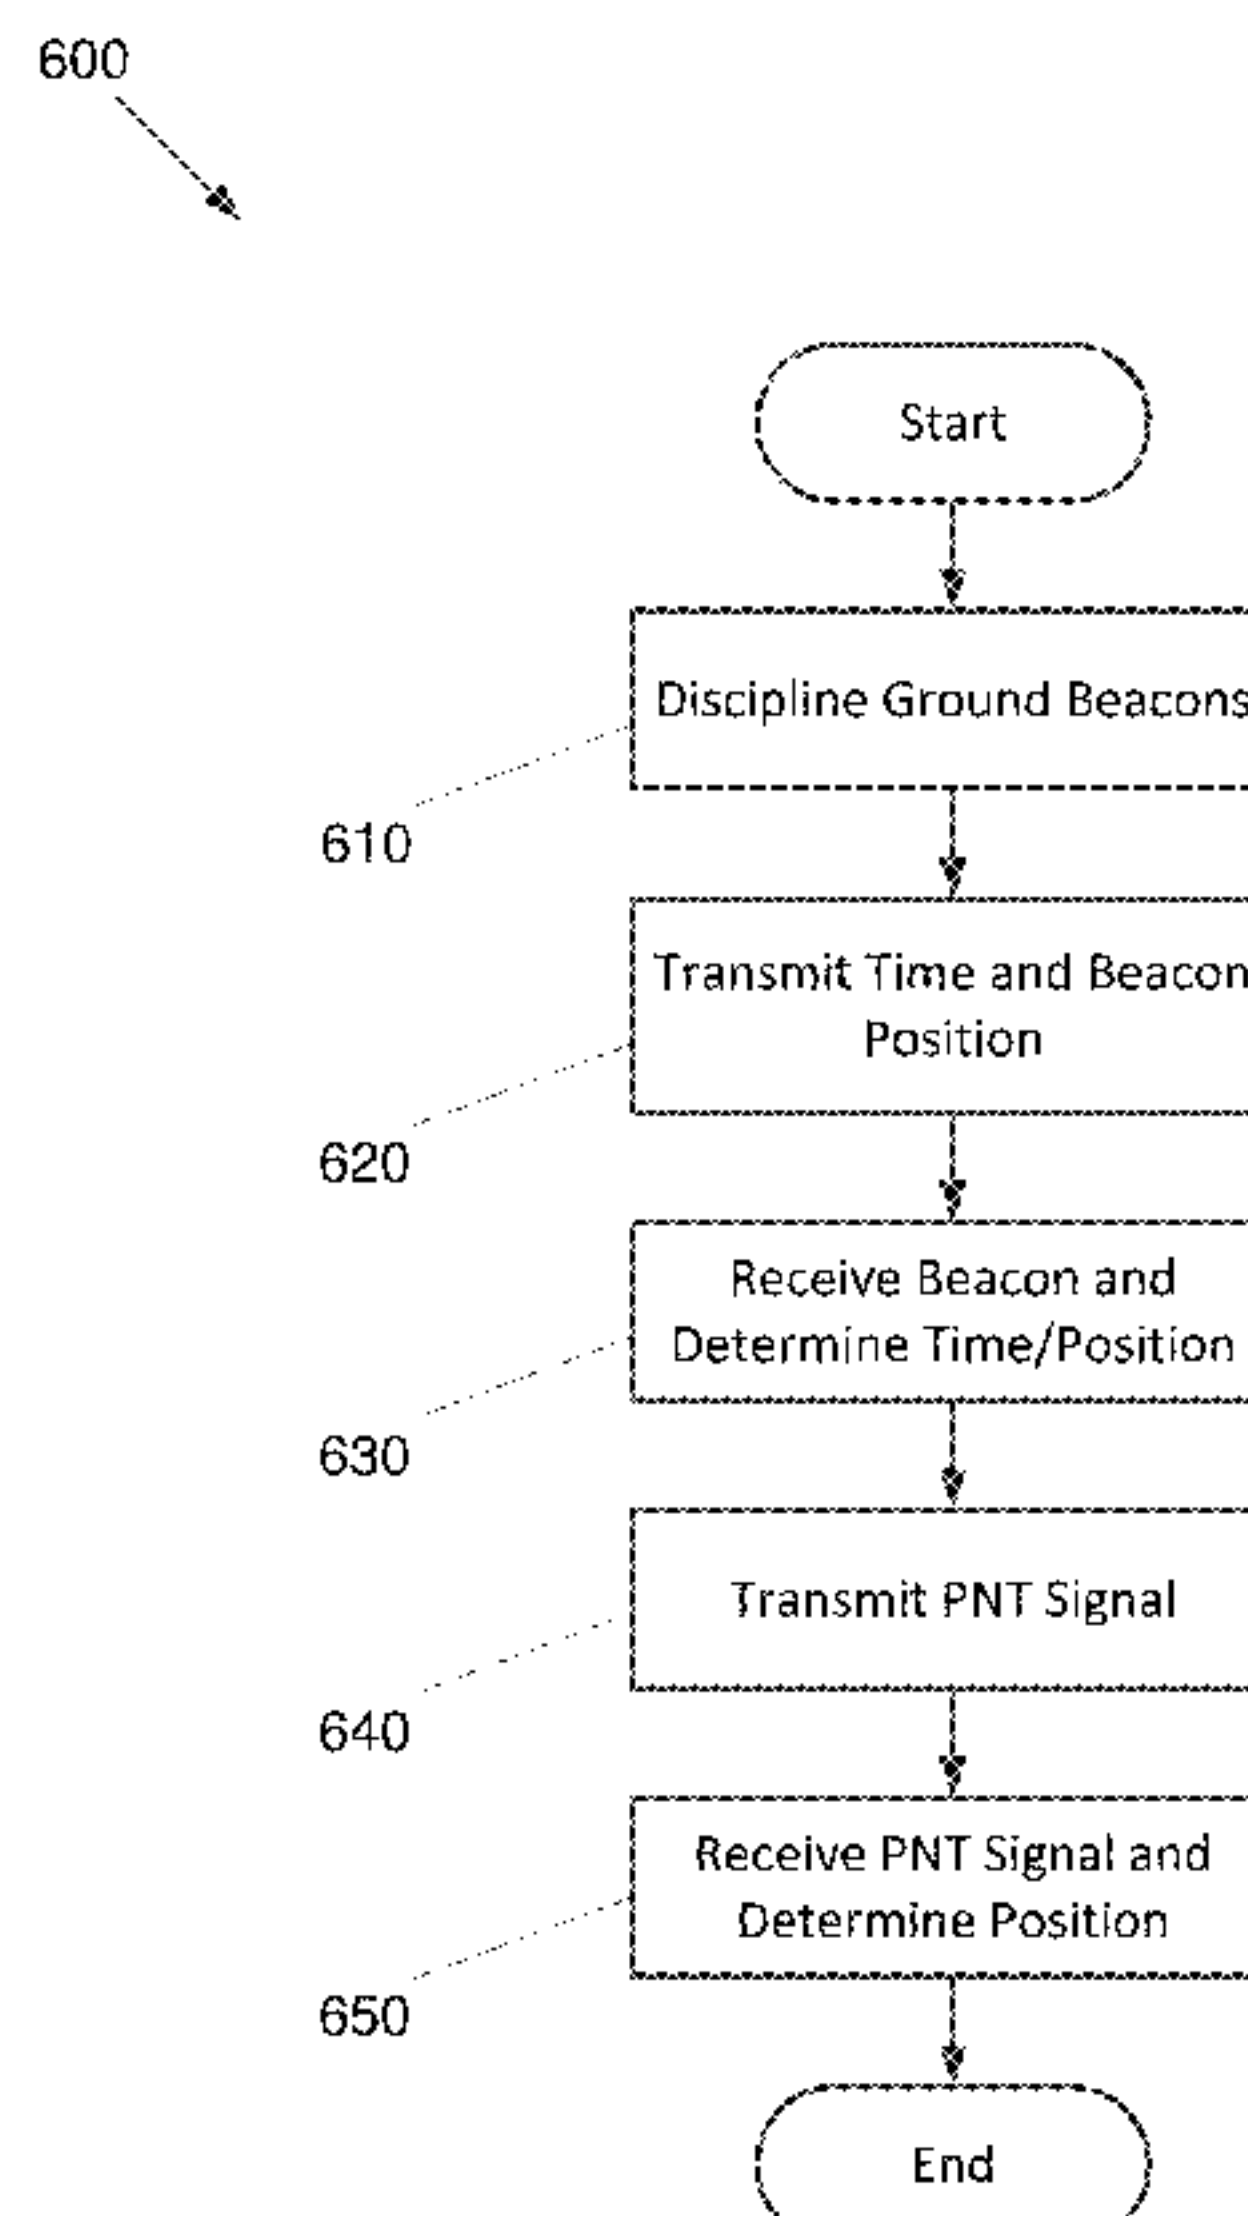 600
Start
Discipline Ground Beacons
610
Transmit Time and Beacon
Position
620
Receive Beacon and
Determine Time/Position
630
Transmit PNT Signal
640
Receive PNT Signal and
Determine Position
650
End